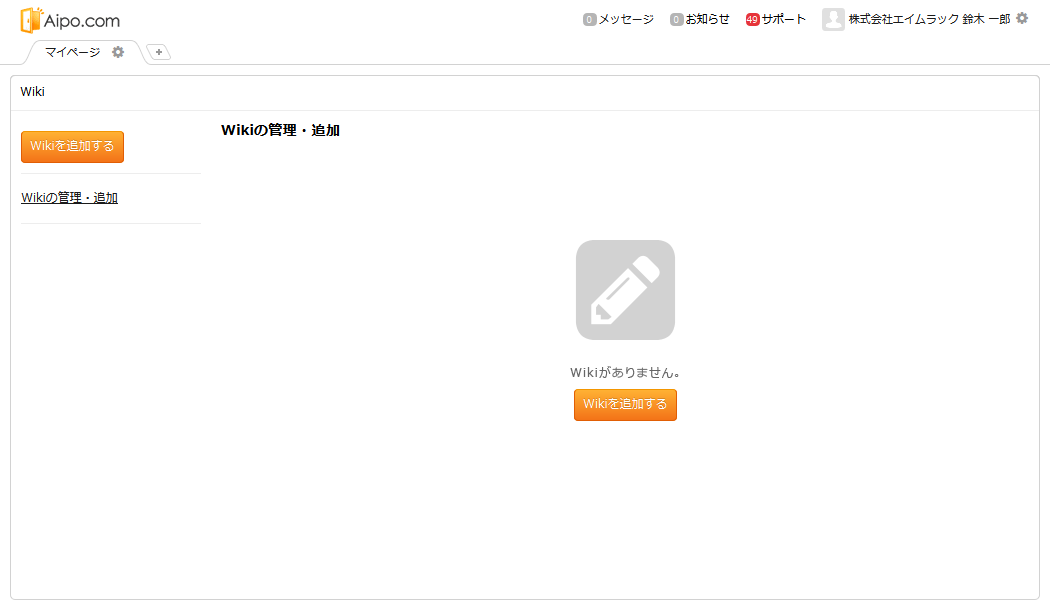 Aipo.com
0 メッセージ 0 お知らせ 49 サポート 株式会社エイムラック 鈴木 一郎
マイページ +
Wiki
Wikiを追加する
Wikiの管理・追加
Wikiの管理・追加
Wikiがありません。
Wikiを追加する